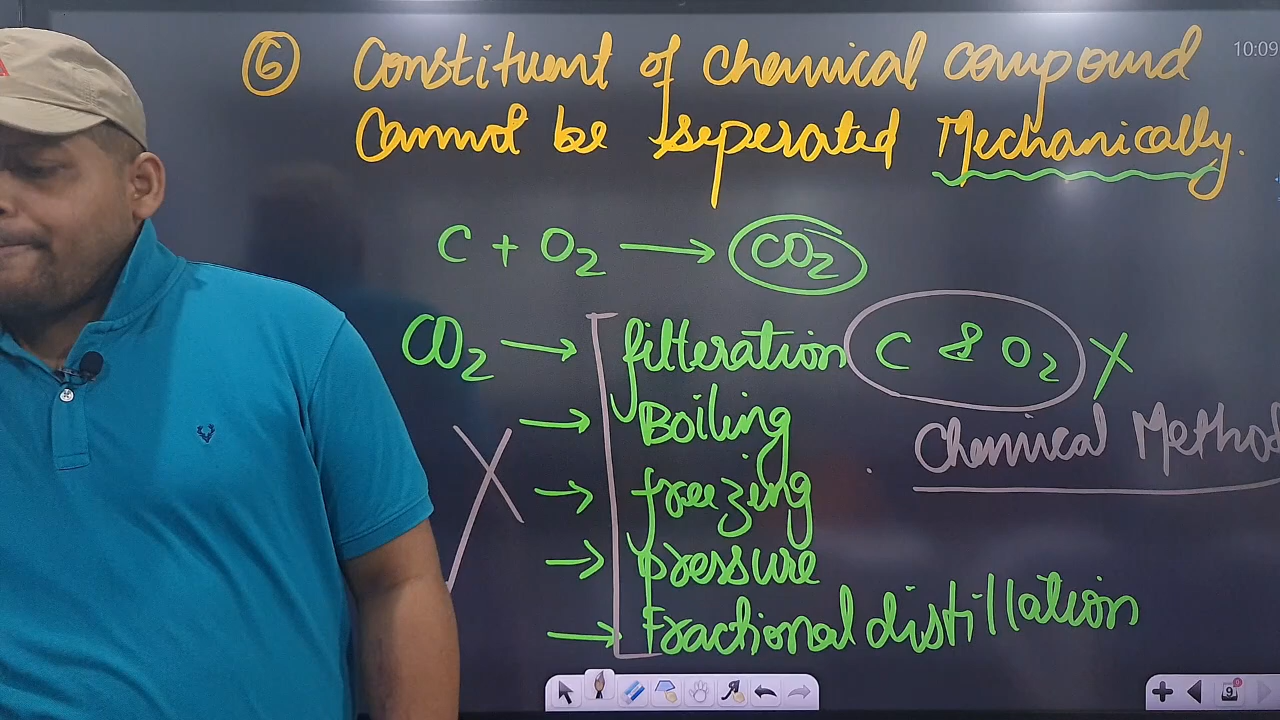 ⑥ Constituent of chemical compound
Cannot be seperated Mechanically.
10:09
C + O₂ → CO₂
CO₂ → filteration C & O₂ X
→ Boiling
Chemical Method
→ freezing
→ pressure
→ Fractional distillation
9